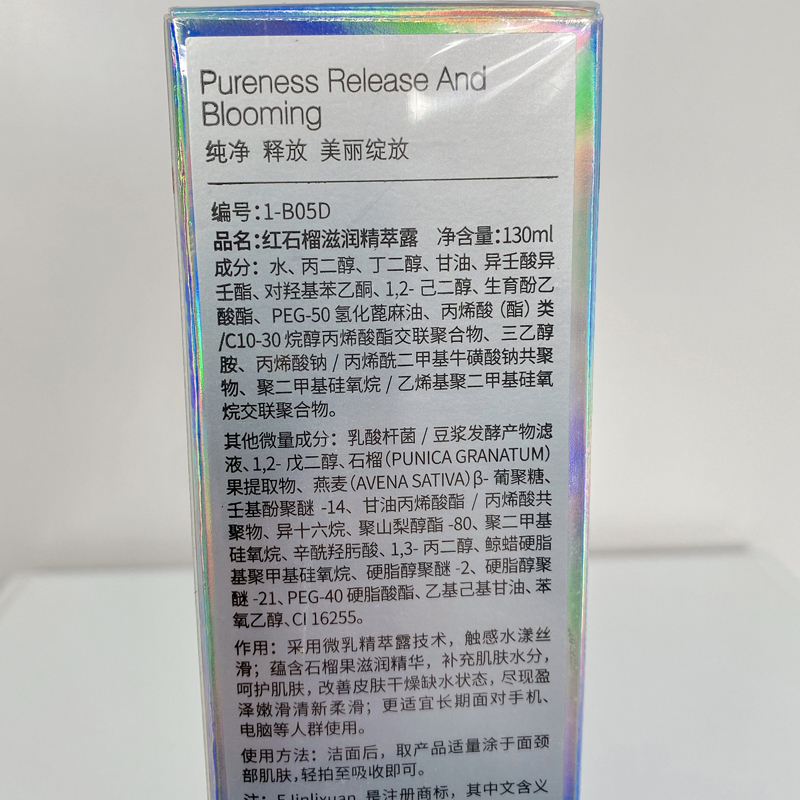 Pureness Release And
Blooming
纯净 释放 美丽绽放
编号：1-B05D
品名：红石榴滋润精萃露 净含量：130ml
成分：水、丙二醇、丁二醇、甘油、异壬酸异
壬酯、对羟基苯乙酮、1,2- 己二醇、生育酚乙
酸酯、PEG-50 氢化蓖麻油、丙烯酸（酯）类
/C10-30 烷醇丙烯酸酯交联聚合物、三乙醇
胺、丙烯酸钠 / 丙烯酰二甲基牛磺酸钠共聚
物、聚二甲基硅氧烷 / 乙烯基聚二甲基硅氧
烷交联聚合物。
其他微量成分：乳酸杆菌 / 豆浆发酵产物滤
液、1,2- 戊二醇、石榴（PUNICA GRANATUM）
果提取物、燕麦（AVENA SATIVA）β- 葡聚糖、
壬基酚聚醚 -14、甘油丙烯酸酯 / 丙烯酸共
聚物、异十六烷、聚山梨醇酯 -80、聚二甲基
硅氧烷、辛酰羟肟酸、1,3- 丙二醇、鲸蜡硬脂
基聚甲基硅氧烷、硬脂醇聚醚 -2、硬脂醇聚
醚 -21、PEG-40 硬脂酸酯、乙基己基甘油、苯
氧乙醇、CI 16255。
作用：采用微乳精萃露技术，触感水漾丝
滑；蕴含石榴果滋润精华，补充肌肤水分，
呵护肌肤，改善皮肤干燥缺水状态，尽现盈
泽嫩滑清新柔滑；更适宜长期面对手机、
电脑等人群使用。
使用方法：洁面后，取产品适量涂于面颈
部肌肤，轻拍至吸收即可。
注：FJinlixuan 是注册商标，其中文含义